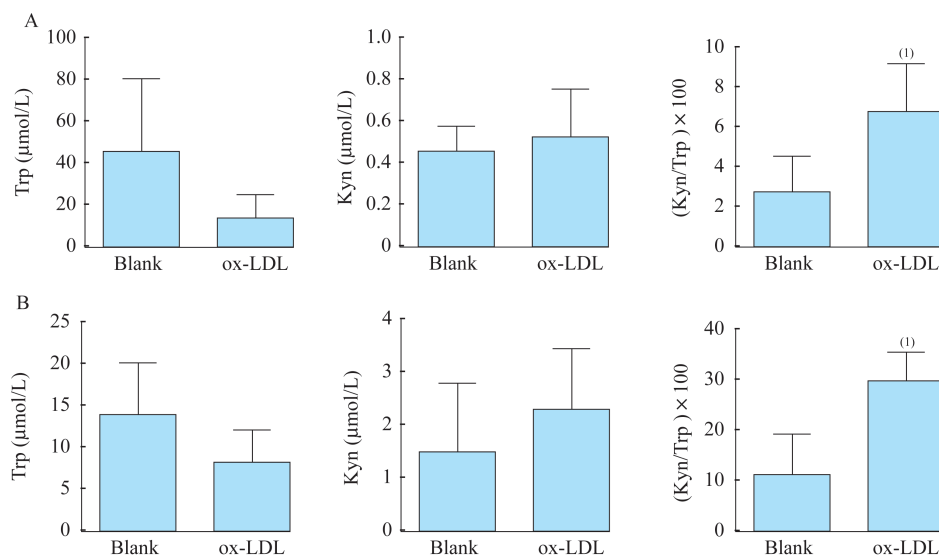 A
Trp (µmol/L)
100
80
60
40
20
0
Blank
ox-LDL
Kyn (µmol/L)
1.0
0.8
0.6
0.4
0.2
0
Blank
ox-LDL
(Kyn/Trp ) × 100
10
8
6
4
2
0
(1)
Blank
ox-LDL
B
Trp (µmol/L)
25
20
15
10
5
0
Blank
ox-LDL
Kyn (µmol/L)
4
3
2
1
0
Blank
ox-LDL
(Kyn/Trp ) × 100
40
30
20
10
0
(1)
Blank
ox-LDL